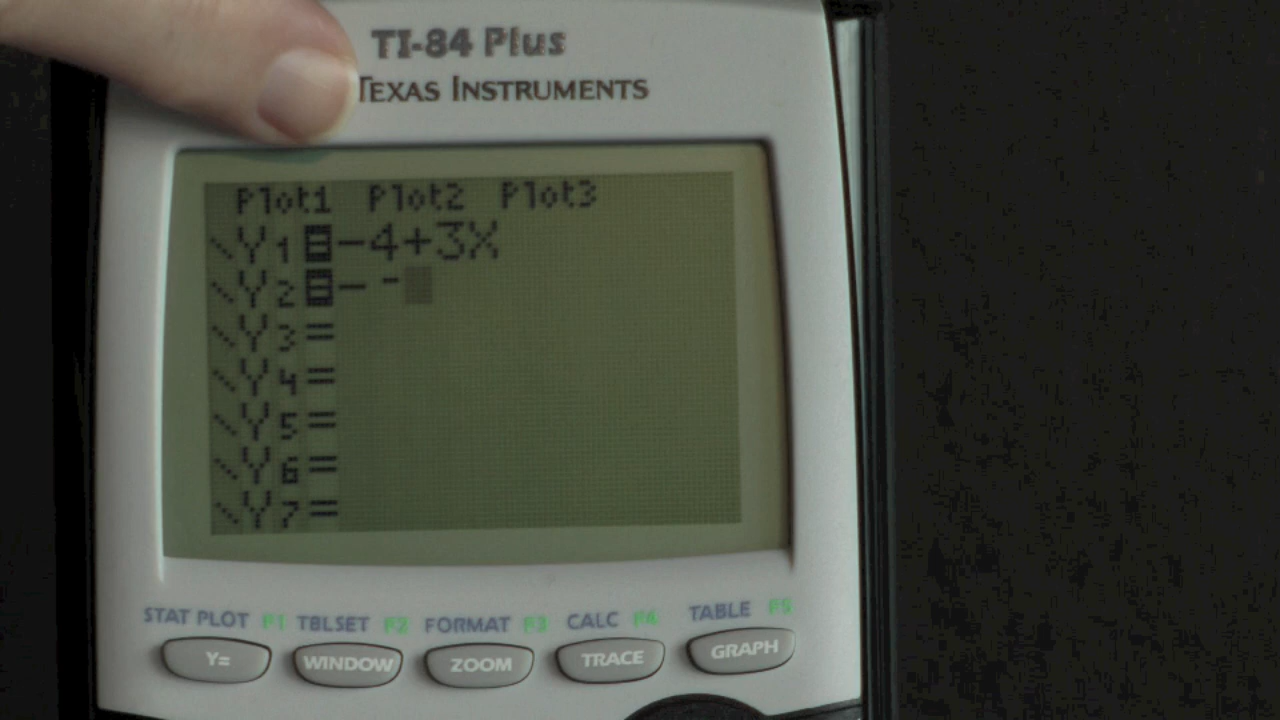 TI-84 Plus
TEXAS INSTRUMENTS
Plot1 Plot2 Plot3
\Y1=-4+3X
\Y2=- -
\Y3=
\Y4=
\Y5=
\Y6=
\Y7=
STAT PLOT F1 TBLSET F2 FORMAT F3 CALC F4 TABLE F5
Y= WINDOW ZOOM TRACE GRAPH